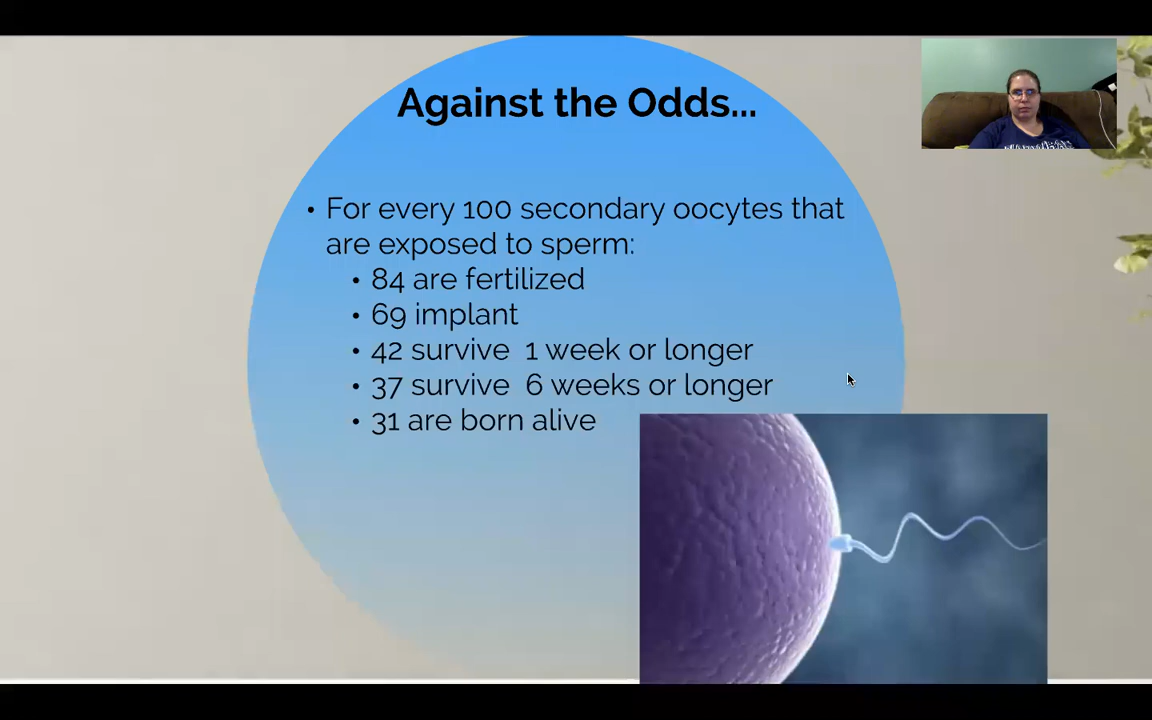 Against the Odds...
• For every 100 secondary oocytes that
are exposed to sperm:
• 84 are fertilized
• 69 implant
• 42 survive 1 week or longer
• 37 survive 6 weeks or longer
• 31 are born alive